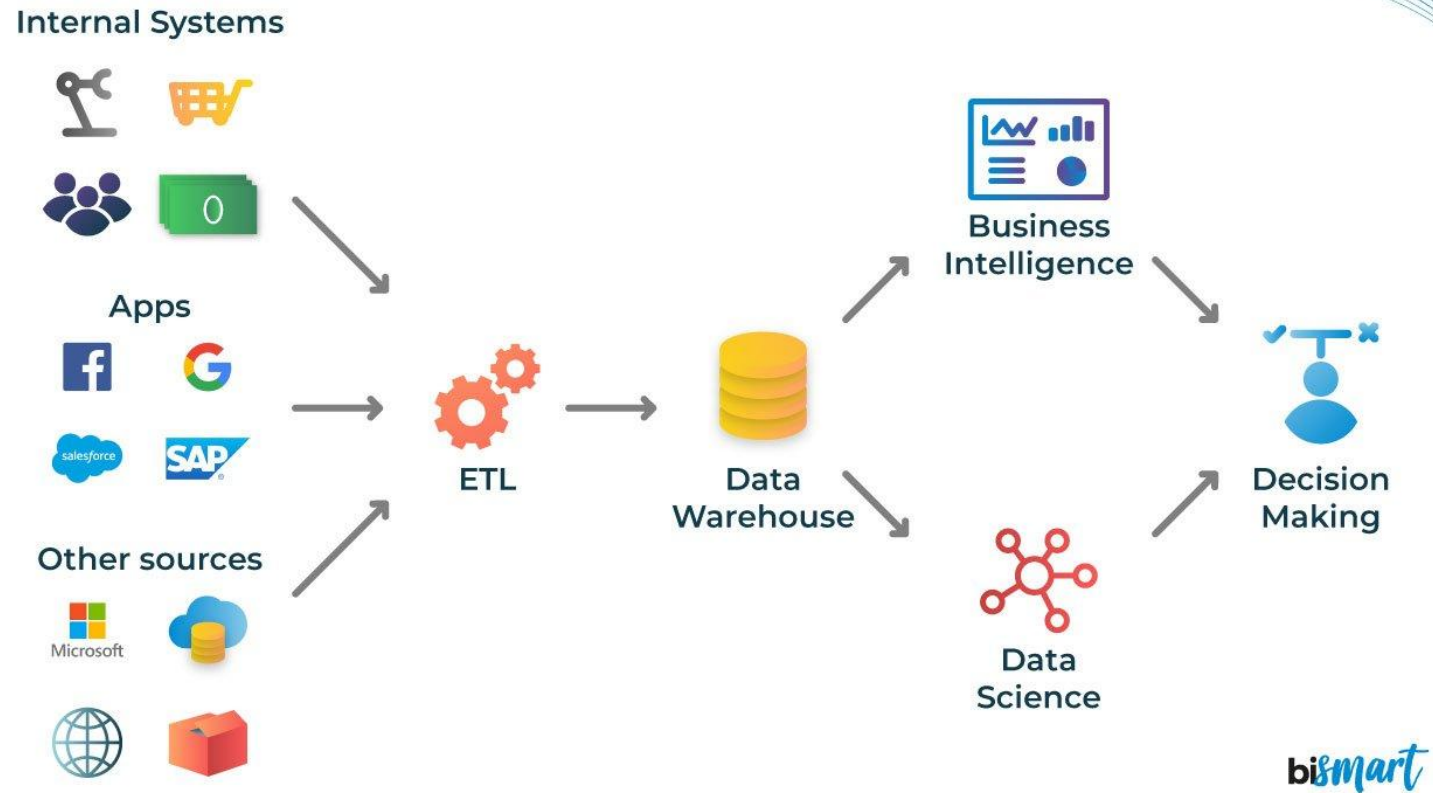 Internal Systems
0
Apps
f
G
salesforce
SAP
®
ETL
Other sources
Microsoft
Data
Warehouse
Business
Intelligence
Data
Science
Decision
Making
bismart